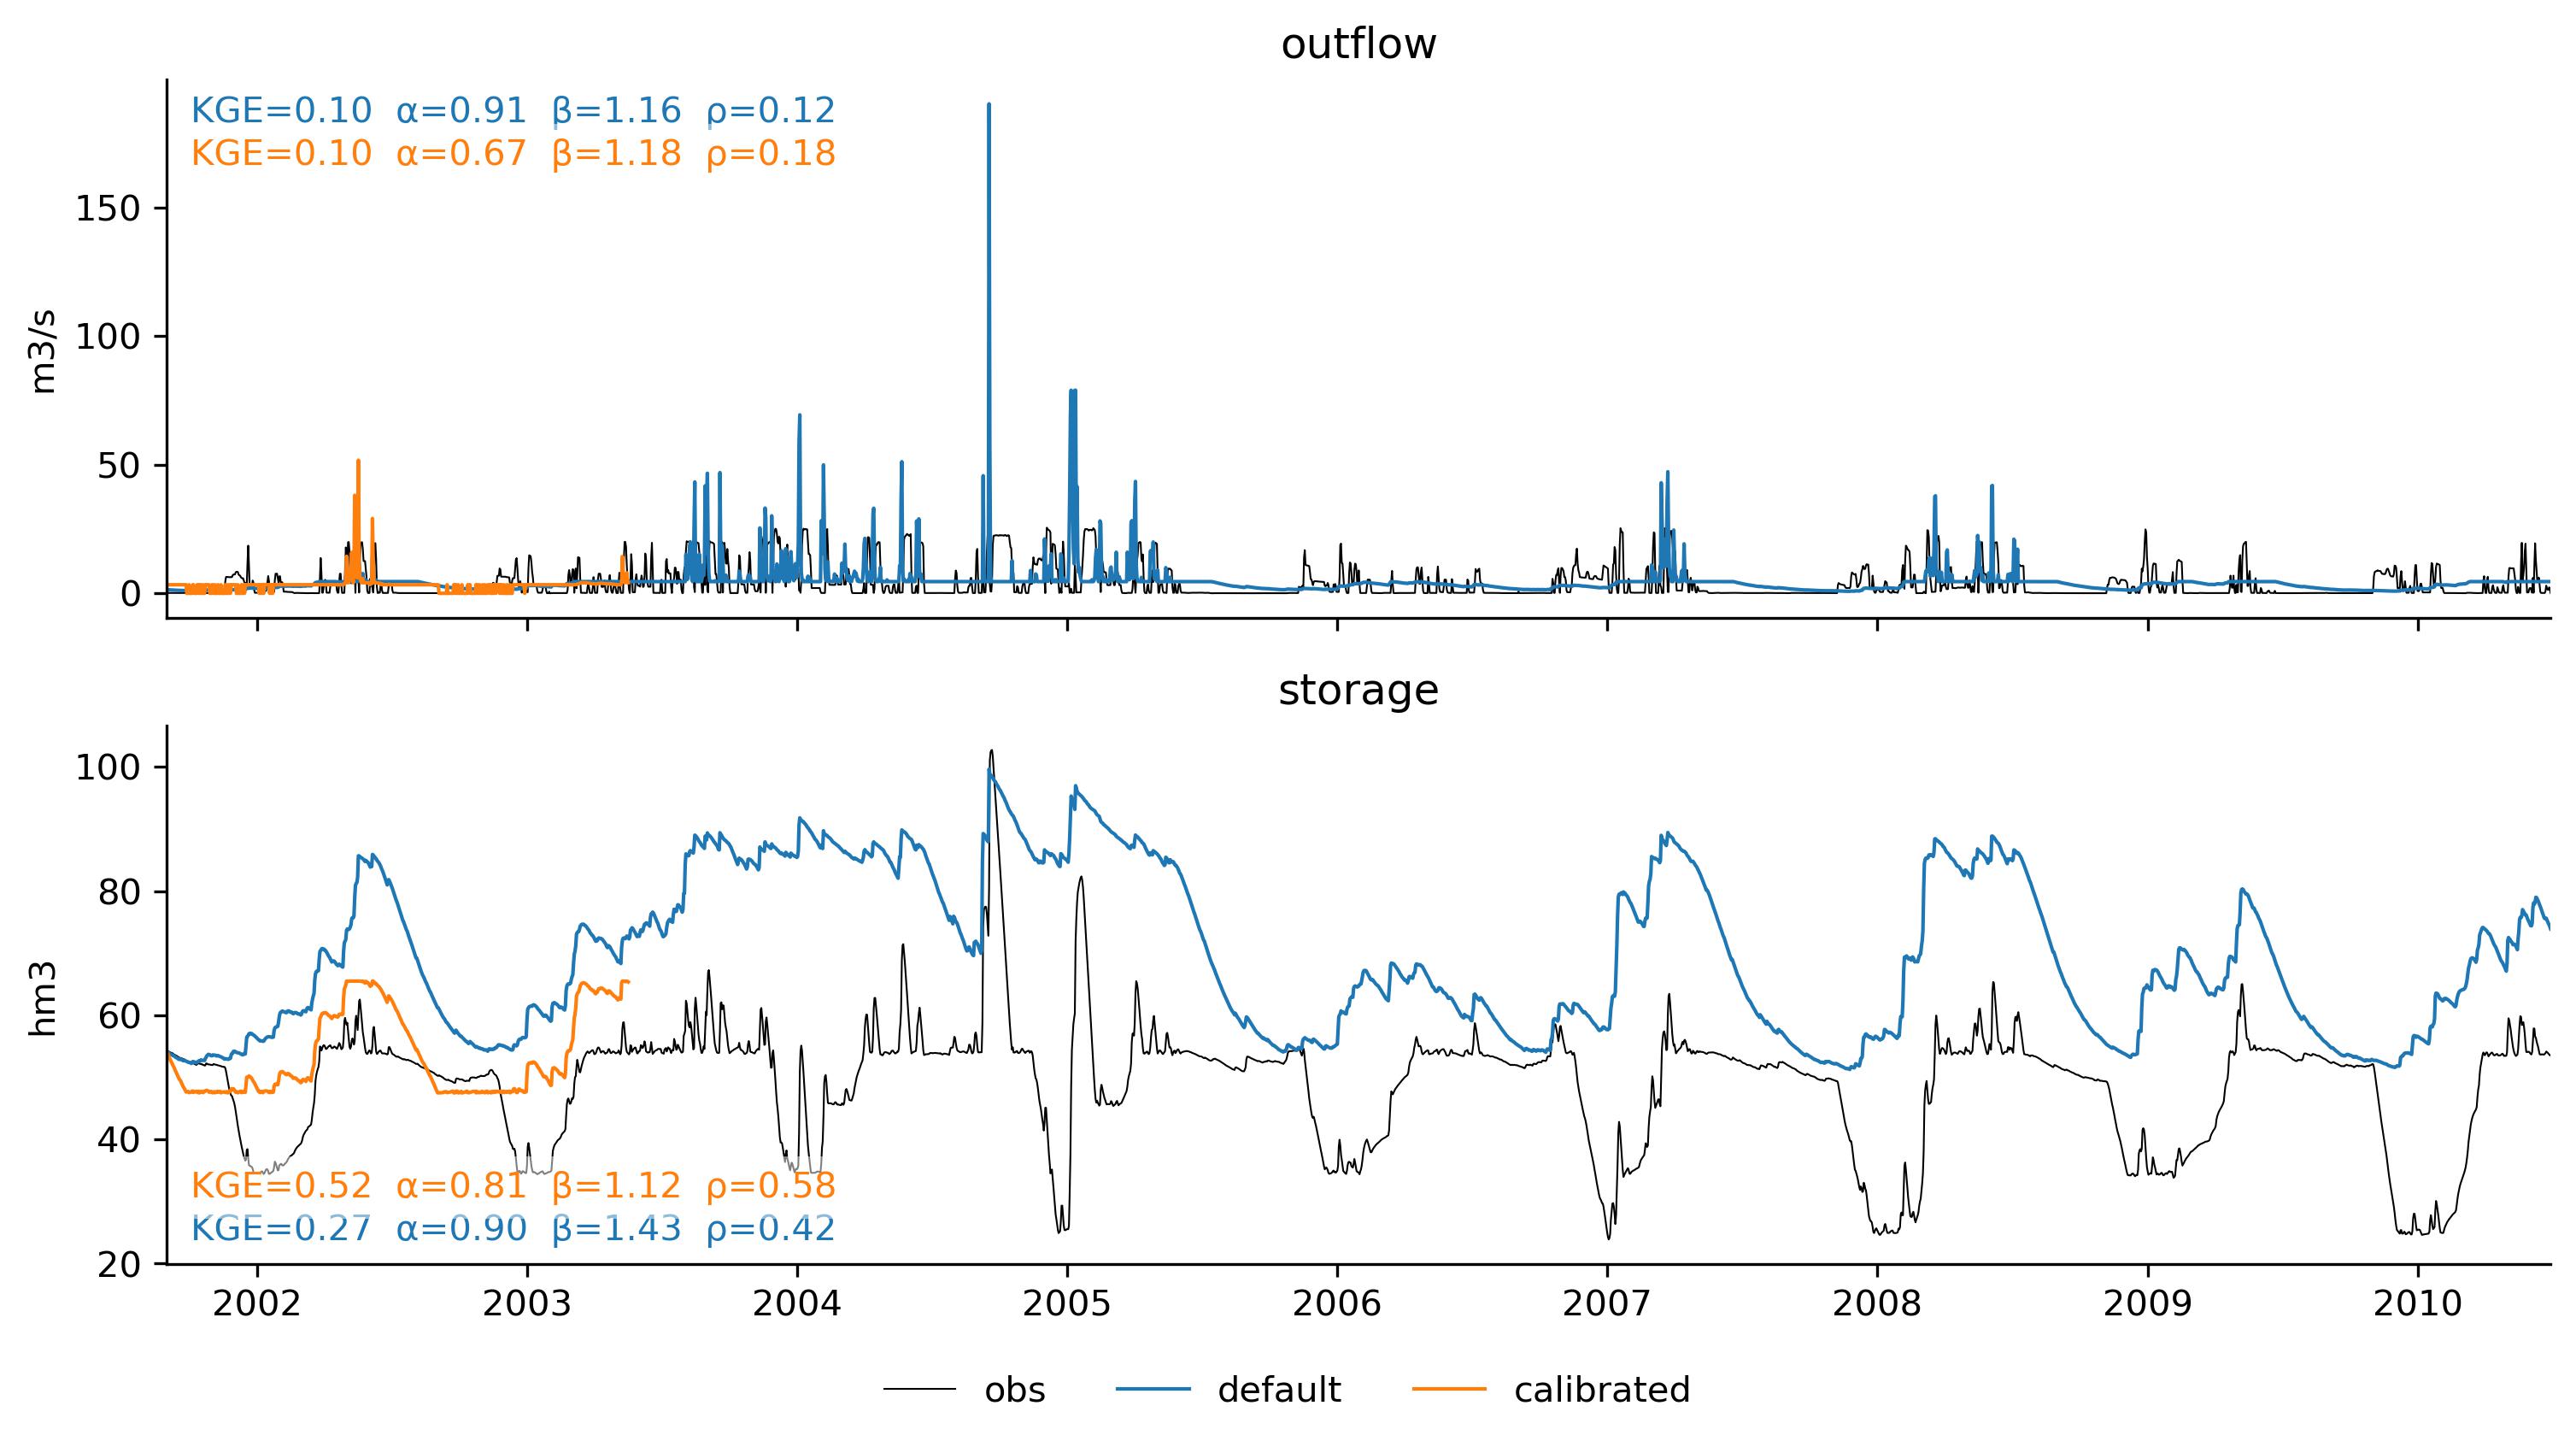 outflow
KGE=0.10 α=0.91 β=1.16 ρ=0.12
KGE=0.10 α=0.67 β=1.18 ρ=0.18
m3/s
150
100
50
0
storage
hm3
100
80
60
40
20
KGE=0.52 α=0.81 β=1.12 ρ=0.58
KGE=0.27 α=0.90 β=1.43 ρ=0.42
2002 2003 2004 2005 2006 2007 2008 2009 2010
obs default calibrated